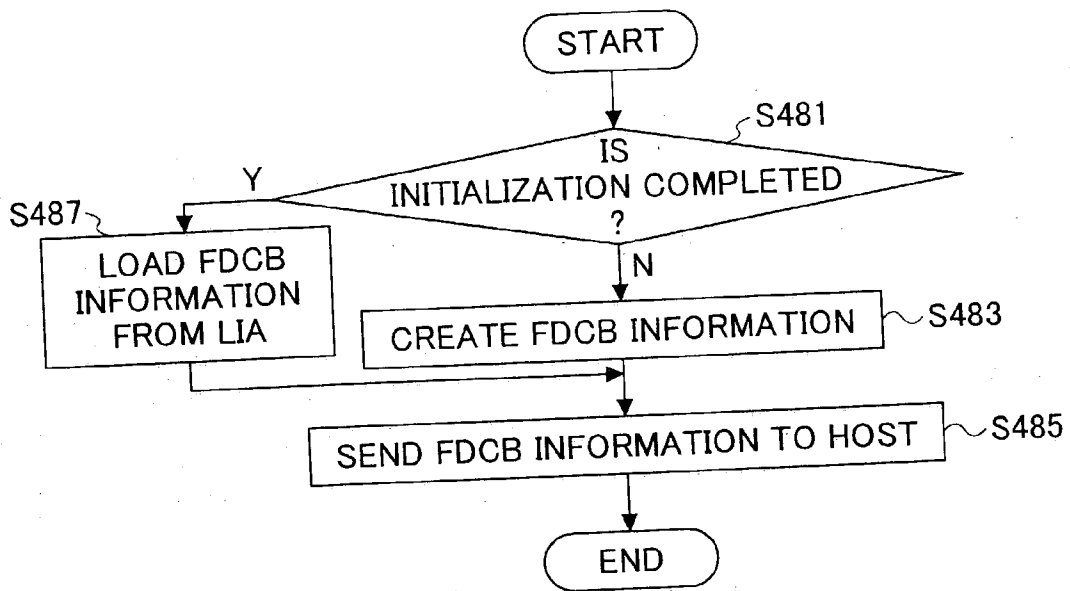 START
S481
IS
INITIALIZATION COMPLETED
?
Y
N
S487
LOAD FDCB
INFORMATION
FROM LIA
CREATE FDCB INFORMATION
S483
SEND FDCB INFORMATION TO HOST
S485
END